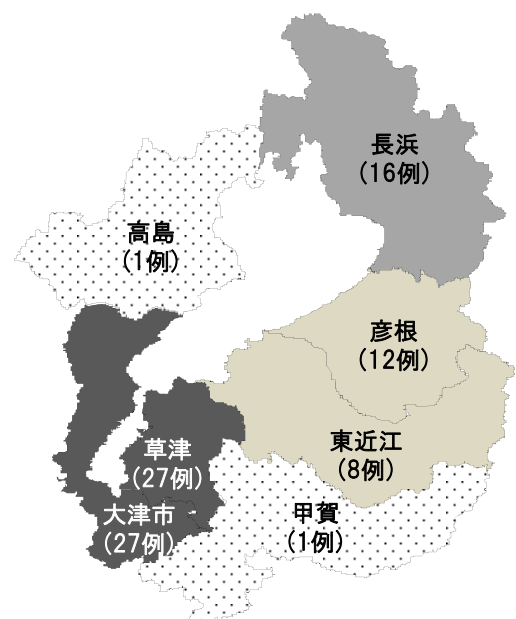 長浜
(16例)
高島
(1例)
彦根
(12例)
東近江
(8例)
草津
(27例)
大津市
(27例)
甲賀
(1例)